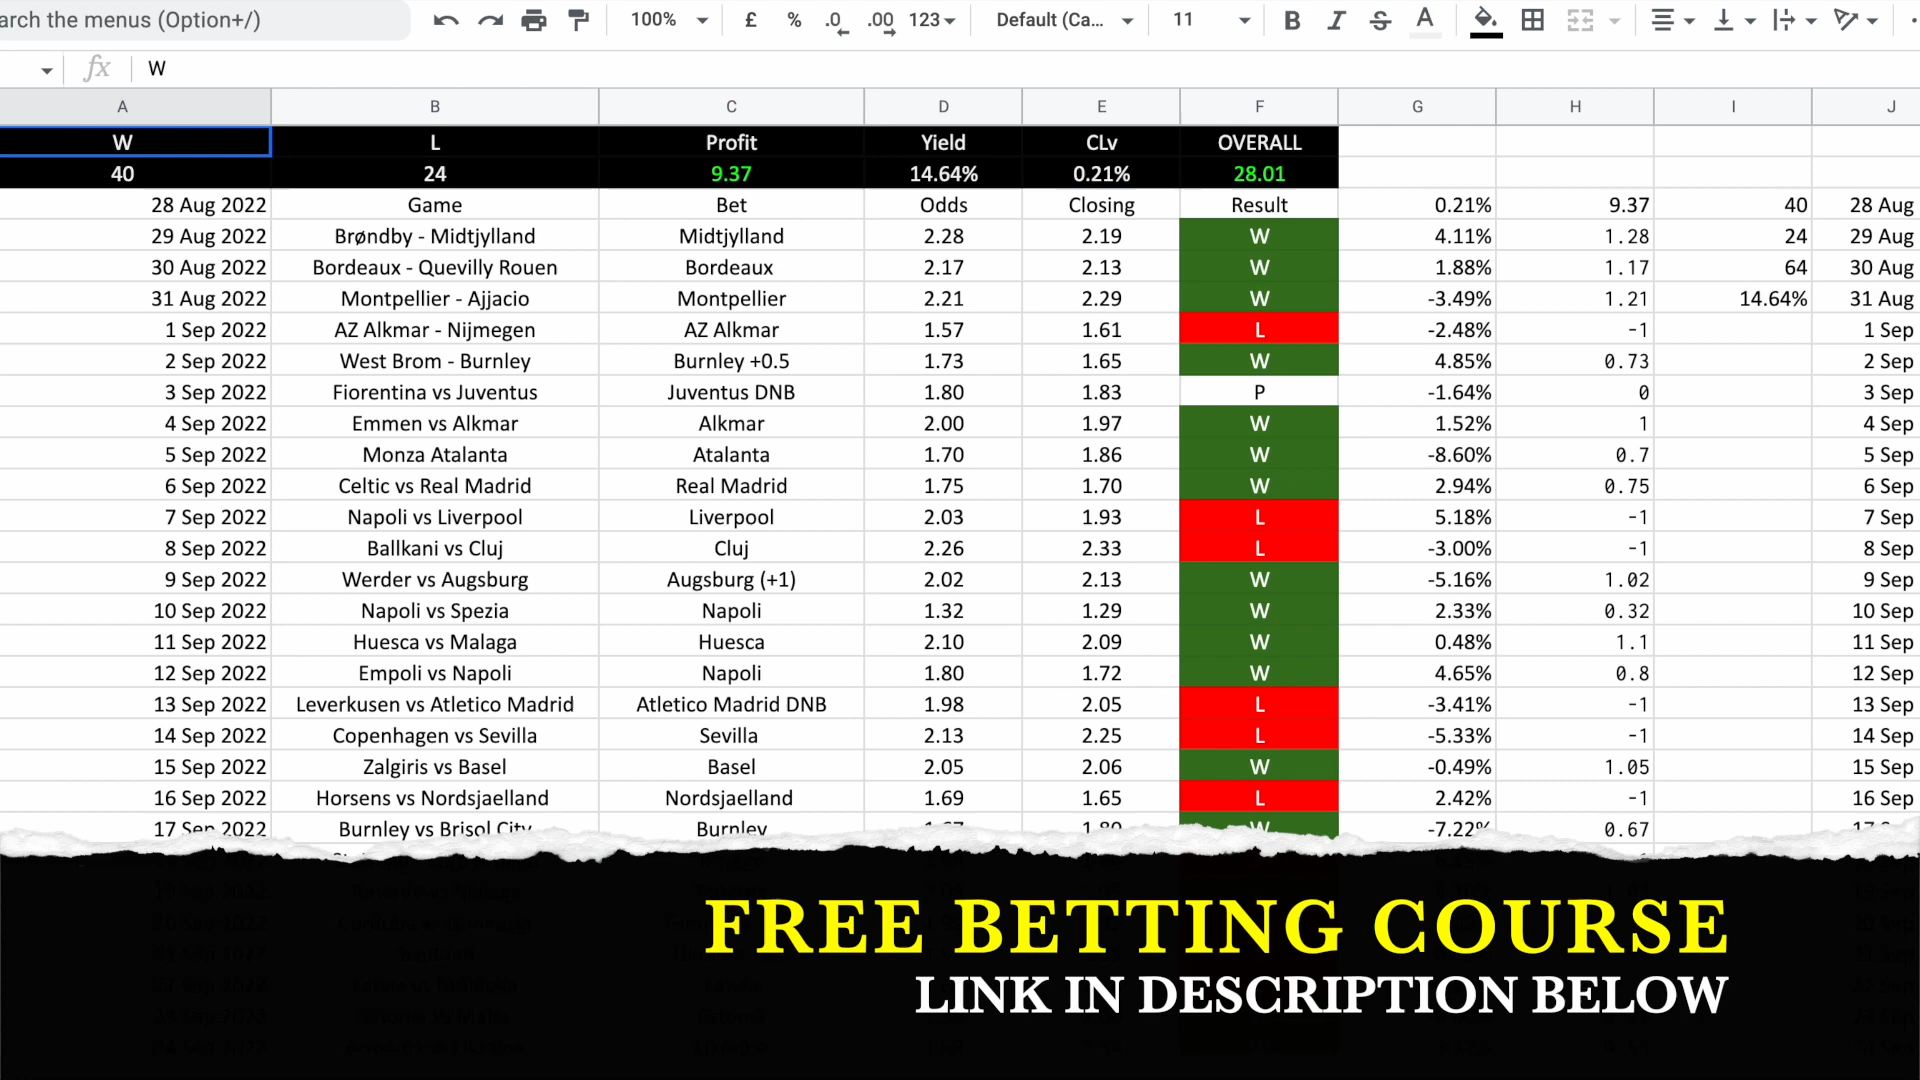 arch the menus (Option+/) 100% £ % .0 .00 123 Default (Ca... 11 B I S A
fx W
A B C D E F G H I J
W L Profit Yield CLv OVERALL
40 24 9.37 14.64% 0.21% 28.01
28 Aug 2022 Game Bet Odds Closing Result 0.21% 9.37 40 28 Aug
29 Aug 2022 Brøndby - Midtjylland Midtjylland 2.28 2.19 W 4.11% 1.28 24 29 Aug
30 Aug 2022 Bordeaux - Quevilly Rouen Bordeaux 2.17 2.13 W 1.88% 1.17 64 30 Aug
31 Aug 2022 Montpellier - Ajjacio Montpellier 2.21 2.29 W -3.49% 1.21 14.64% 31 Aug
1 Sep 2022 AZ Alkmar - Nijmegen AZ Alkmar 1.57 1.61 L -2.48% -1 1 Sep
2 Sep 2022 West Brom - Burnley Burnley +0.5 1.73 1.65 W 4.85% 0.73 2 Sep
3 Sep 2022 Fiorentina vs Juventus Juventus DNB 1.80 1.83 P -1.64% 0 3 Sep
4 Sep 2022 Emmen vs Alkmar Alkmar 2.00 1.97 W 1.52% 1 4 Sep
5 Sep 2022 Monza Atalanta Atalanta 1.70 1.86 W -8.60% 0.7 5 Sep
6 Sep 2022 Celtic vs Real Madrid Real Madrid 1.75 1.70 W 2.94% 0.75 6 Sep
7 Sep 2022 Napoli vs Liverpool Liverpool 2.03 1.93 L 5.18% -1 7 Sep
8 Sep 2022 Ballkani vs Cluj Cluj 2.26 2.33 L -3.00% -1 8 Sep
9 Sep 2022 Werder vs Augsburg Augsburg (+1) 2.02 2.13 W -5.16% 1.02 9 Sep
10 Sep 2022 Napoli vs Spezia Napoli 1.32 1.29 W 2.33% 0.32 10 Sep
11 Sep 2022 Huesca vs Malaga Huesca 2.10 2.09 W 0.48% 1.1 11 Sep
12 Sep 2022 Empoli vs Napoli Napoli 1.80 1.72 W 4.65% 0.8 12 Sep
13 Sep 2022 Leverkusen vs Atletico Madrid Atletico Madrid DNB 1.98 2.05 L -3.41% -1 13 Sep
14 Sep 2022 Copenhagen vs Sevilla Sevilla 2.13 2.25 L -5.33% -1 14 Sep
15 Sep 2022 Zalgiris vs Basel Basel 2.05 2.06 W -0.49% 1.05 15 Sep
16 Sep 2022 Horsens vs Nordsjaelland Nordsjaelland 1.69 1.65 L 2.42% -1 16 Sep
17 Sep 2022 Burnley vs Brisol City Burnley 1.67 1.80 W -7.22% 0.67
FREE BETTING COURSE
LINK IN DESCRIPTION BELOW